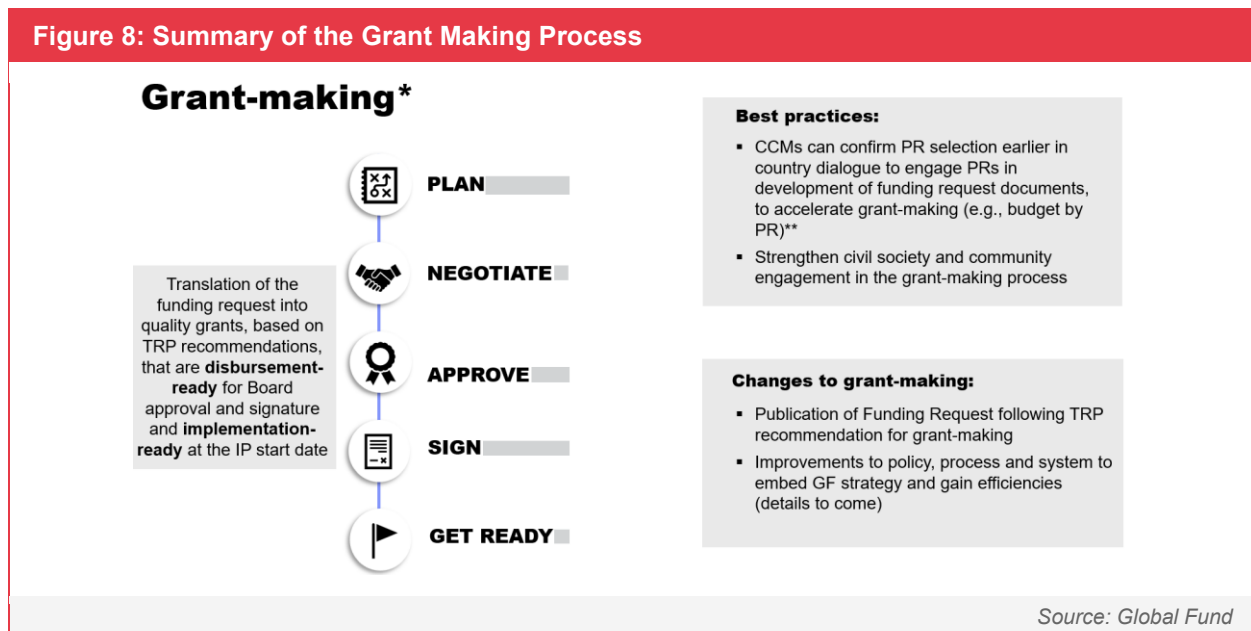 Figure 8: Summary of the Grant Making Process
Grant-making*
Translation of the
funding request into
quality grants, based on
TRP recommendations,
that are disbursement-
ready for Board
approval and signature
and implementation-
ready at the IP start date
PLAN
NEGOTIATE
APPROVE
SIGN
GET READY
Best practices:
▪ CCMs can confirm PR selection earlier in
country dialogue to engage PRs in
development of funding request documents,
to accelerate grant-making (e.g., budget by
PR)**
▪ Strengthen civil society and community
engagement in the grant-making process
Changes to grant-making:
▪ Publication of Funding Request following TRP
recommendation for grant-making
▪ Improvements to policy, process and system to
embed GF strategy and gain efficiencies
(details to come)
Source: Global Fund